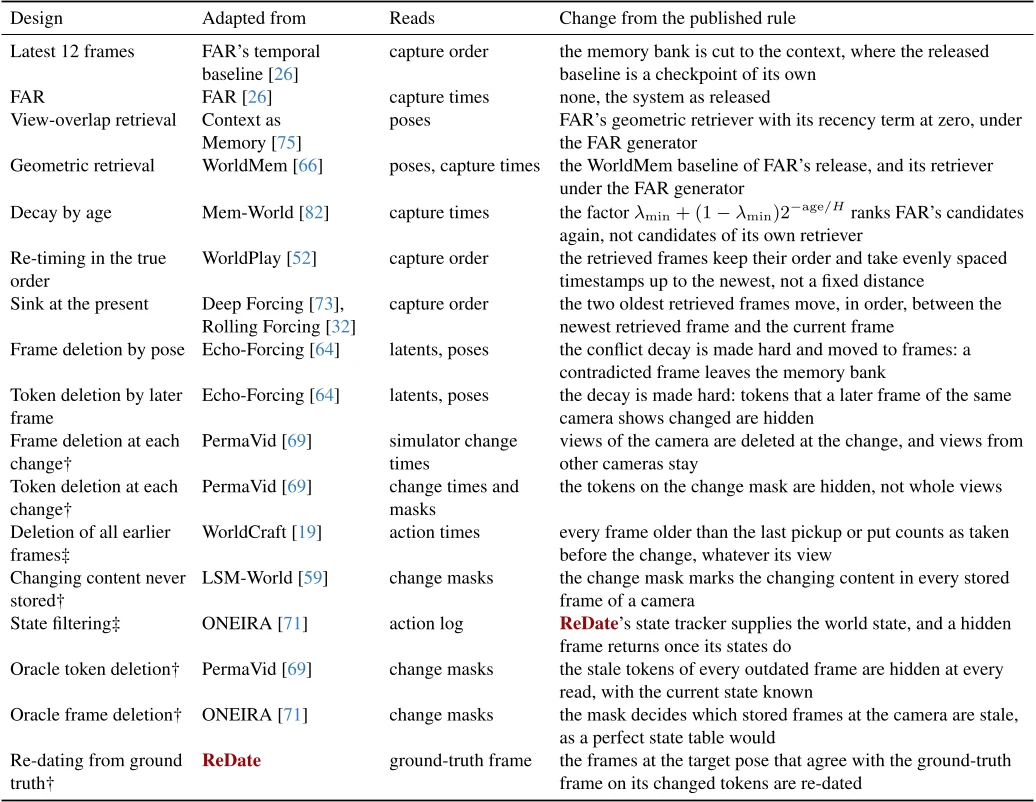 Design Adapted from Reads Change from the published rule
Latest 12 frames FAR's temporal capture order the memory bank is cut to the context, where the released
baseline [26] baseline is a checkpoint of its own
FAR FAR [26] capture times none, the system as released
View-overlap retrieval Context as poses FAR's geometric retriever with its recency term at zero, under
Memory [75] the FAR generator
Geometric retrieval WorldMem [66] poses, capture times the WorldMem baseline of FAR's release, and its retriever
under the FAR generator
Decay by age Mem-World [82] capture times the factor λ_min + (1 − λ_min)2^{−age/H} ranks FAR's candidates
again, not candidates of its own retriever
Re-timing in the true WorldPlay [52] capture order the retrieved frames keep their order and take evenly spaced
order timestamps up to the newest, not a fixed distance
Sink at the present Deep Forcing [73], capture order the two oldest retrieved frames move, in order, between the
Rolling Forcing [32] newest retrieved frame and the current frame
Frame deletion by pose Echo-Forcing [64] latents, poses the conflict decay is made hard and moved to frames: a
contradicted frame leaves the memory bank
Token deletion by later Echo-Forcing [64] latents, poses the decay is made hard: tokens that a later frame of the same
frame camera shows changed are hidden
Frame deletion at each PermaVid [69] simulator change views of the camera are deleted at the change, and views from
change† times other cameras stay
Token deletion at each PermaVid [69] change times and the tokens on the change mask are hidden, not whole views
change† masks
Deletion of all earlier WorldCraft [19] action times every frame older than the last pickup or put counts as taken
frames‡ before the change, whatever its view
Changing content never LSM-World [59] change masks the change mask marks the changing content in every stored
stored† frame of a camera
State filtering‡ ONEIRA [71] action log ReDate's state tracker supplies the world state, and a hidden
frame returns once its states do
Oracle token deletion† PermaVid [69] change masks the stale tokens of every outdated frame are hidden at every
read, with the current state known
Oracle frame deletion† ONEIRA [71] change masks the mask decides which stored frames at the camera are stale,
as a perfect state table would
Re-dating from ground ReDate ground-truth frame the frames at the target pose that agree with the ground-truth
truth† frame on its changed tokens are re-dated